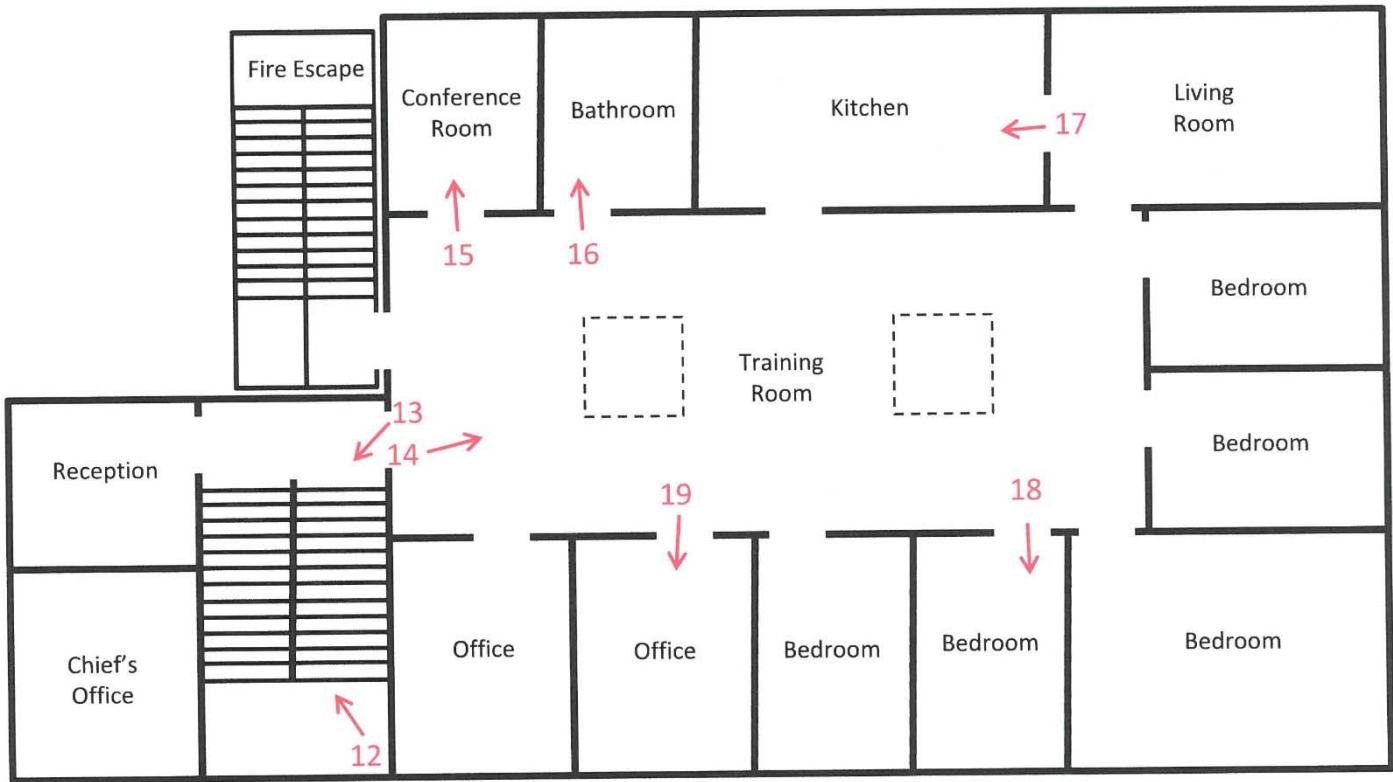 Fire Escape
Conference
Room
Bathroom
Kitchen
Living
Room
17
15
16
Bedroom
Training
Room
13
14
Bedroom
Reception
19
18
Office
Office
Bedroom
Bedroom
Bedroom
Chief's
Office
12